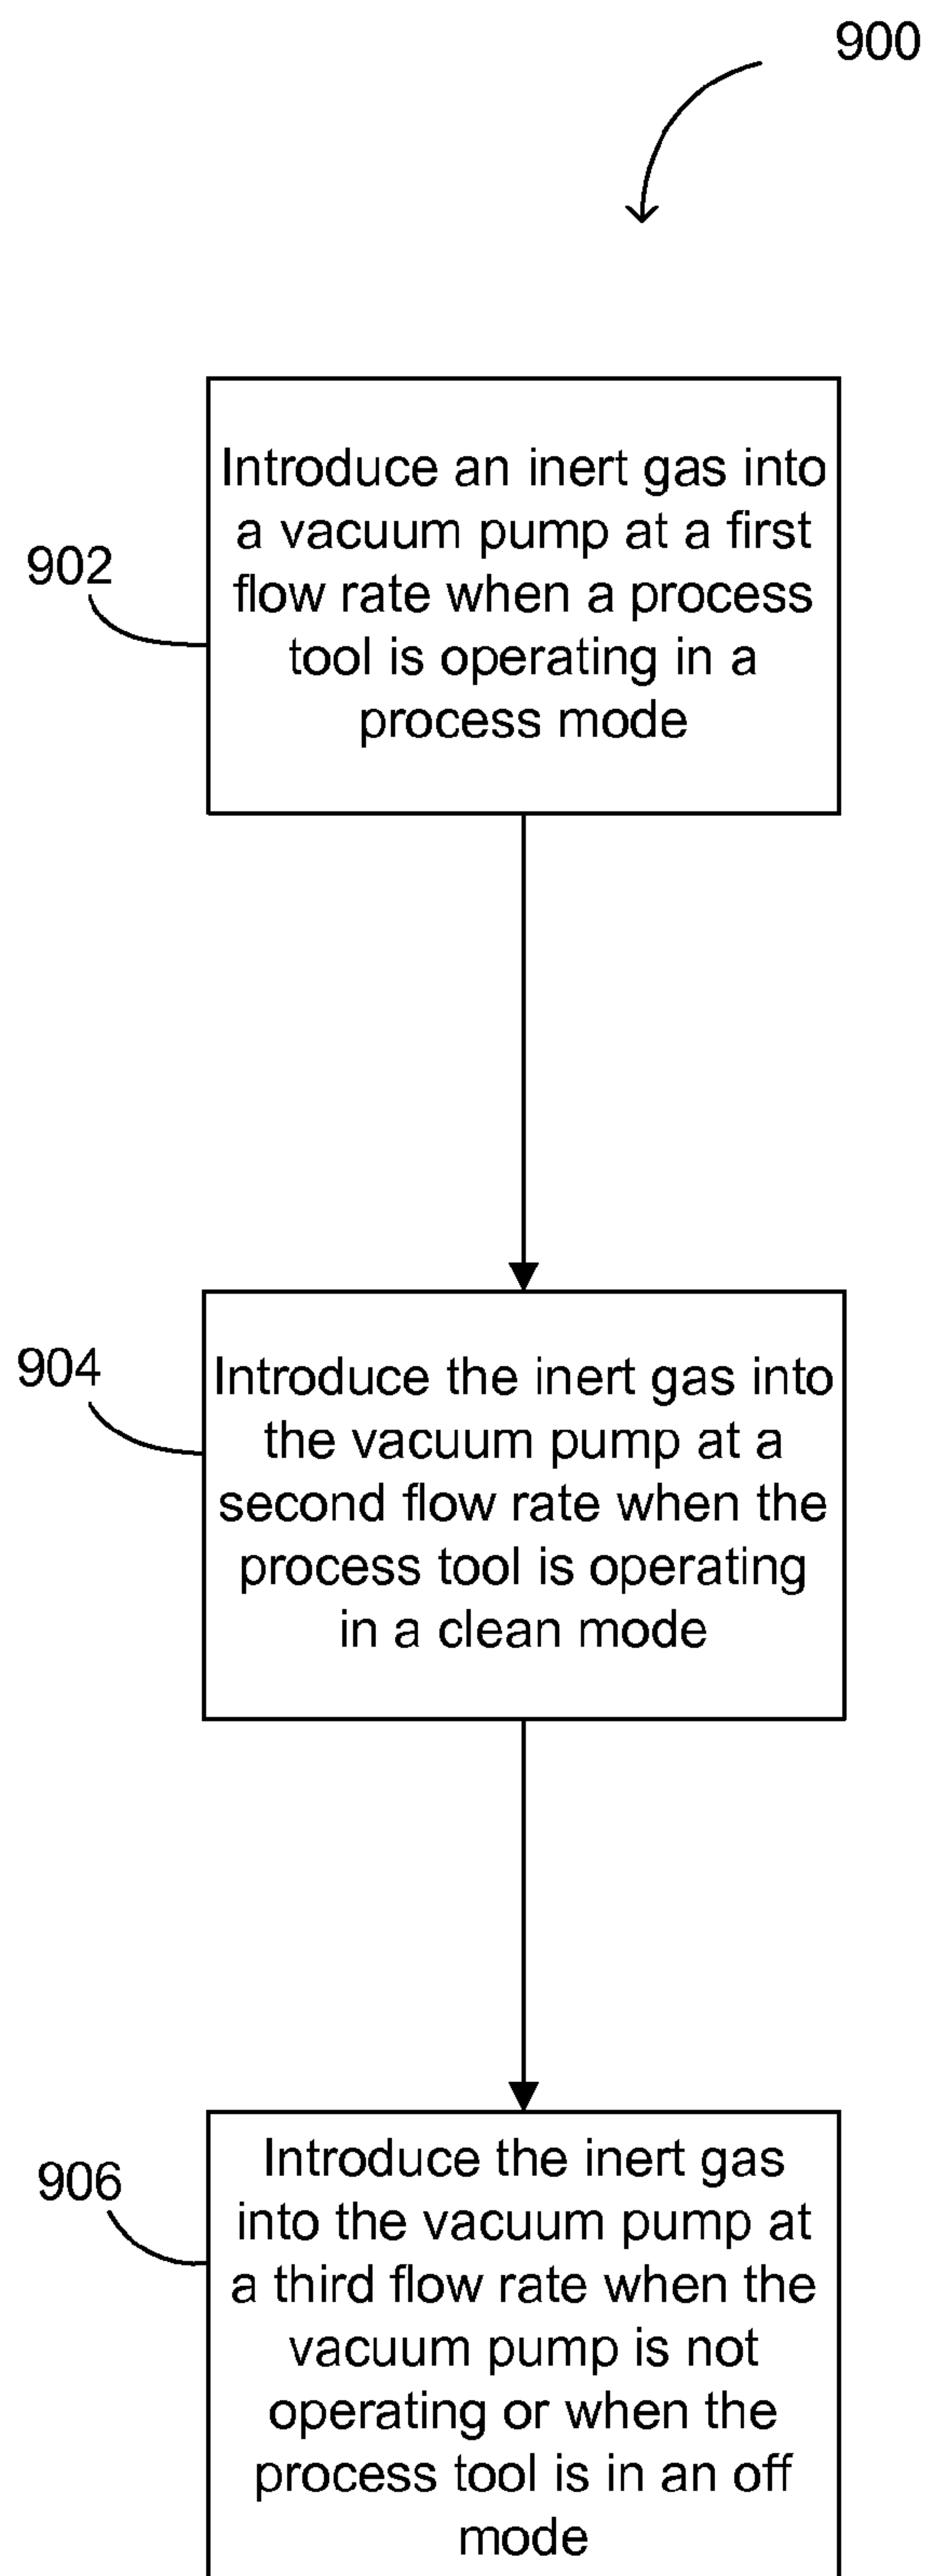 900
Introduce an inert gas into
a vacuum pump at a first
flow rate when a process
tool is operating in a
process mode
902
Introduce the inert gas into
the vacuum pump at a
second flow rate when the
process tool is operating
in a clean mode
904
Introduce the inert gas
into the vacuum pump at
a third flow rate when the
vacuum pump is not
operating or when the
process tool is in an off
mode
906